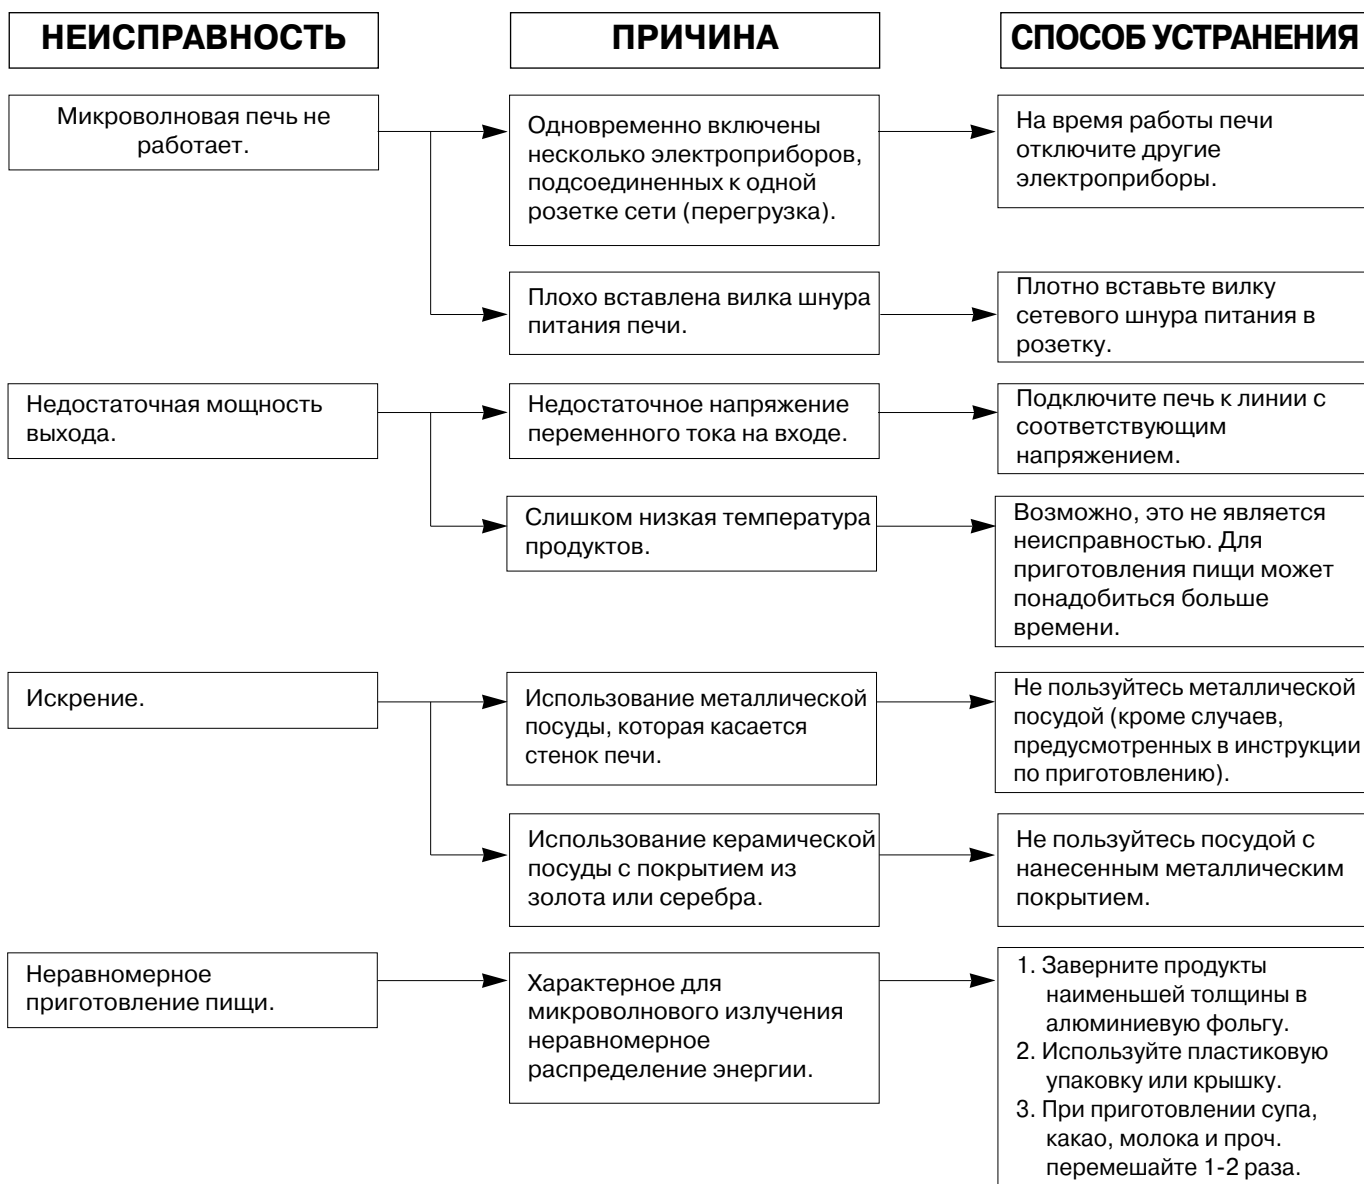 НЕИСПРАВНОСТЬ
ПРИЧИНА
СПОСОБ УСТРАНЕНИЯ
Микроволновая печь не
работает.
Одновременно включены
несколько электроприборов,
подсоединенных к одной
розетке сети (перегрузка).
На время работы печи
отключите другие
электроприборы.
Плохо вставлена вилка шнура
питания печи.
Плотно вставьте вилку
сетевого шнура питания в
розетку.
Недостаточная мощность
выхода.
Недостаточное напряжение
переменного тока на входе.
Подключите печь к линии с
соответствующим
напряжением.
Слишком низкая температура
продуктов.
Возможно, это не является
неисправностью. Для
приготовления пищи может
понадобиться больше
времени.
Искрение.
Использование металлической
посуды, которая касается
стенок печи.
Не пользуйтесь металлической
посудой (кроме случаев,
предусмотренных в инструкции
по приготовлению).
Использование керамической
посуды с покрытием из
золота или серебра.
Не пользуйтесь посудой с
нанесенным металлическим
покрытием.
Неравномерное
приготовление пищи.
Характерное для
микроволнового излучения
неравномерное
распределение энергии.
1. Заверните продукты
наименьшей толщины в
алюминиевую фольгу.
2. Используйте пластиковую
упаковку или крышку.
3. При приготовлении супа,
какао, молока и проч.
перемешайте 1-2 раза.